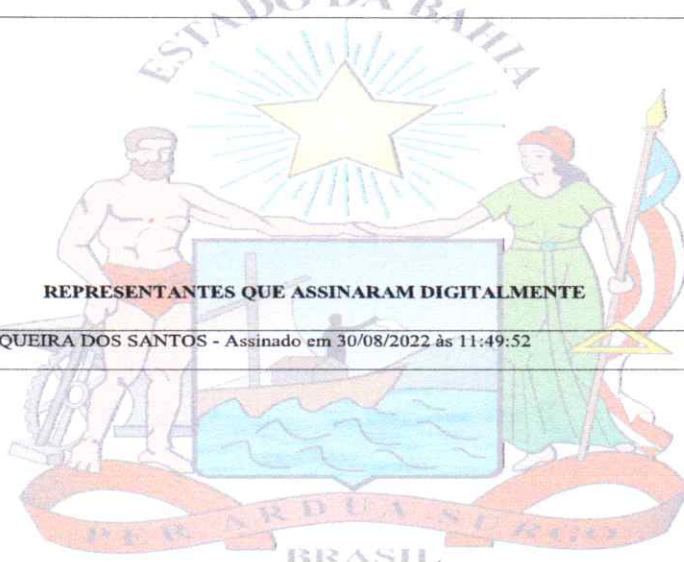 ESTADO DA BAHIA
REPRESENTANTES QUE ASSINARAM DIGITALMENTE
QUEIRA DOS SANTOS - Assinado em 30/08/2022 às 11:49:52
PER ARDUA SURGO
BRASIL